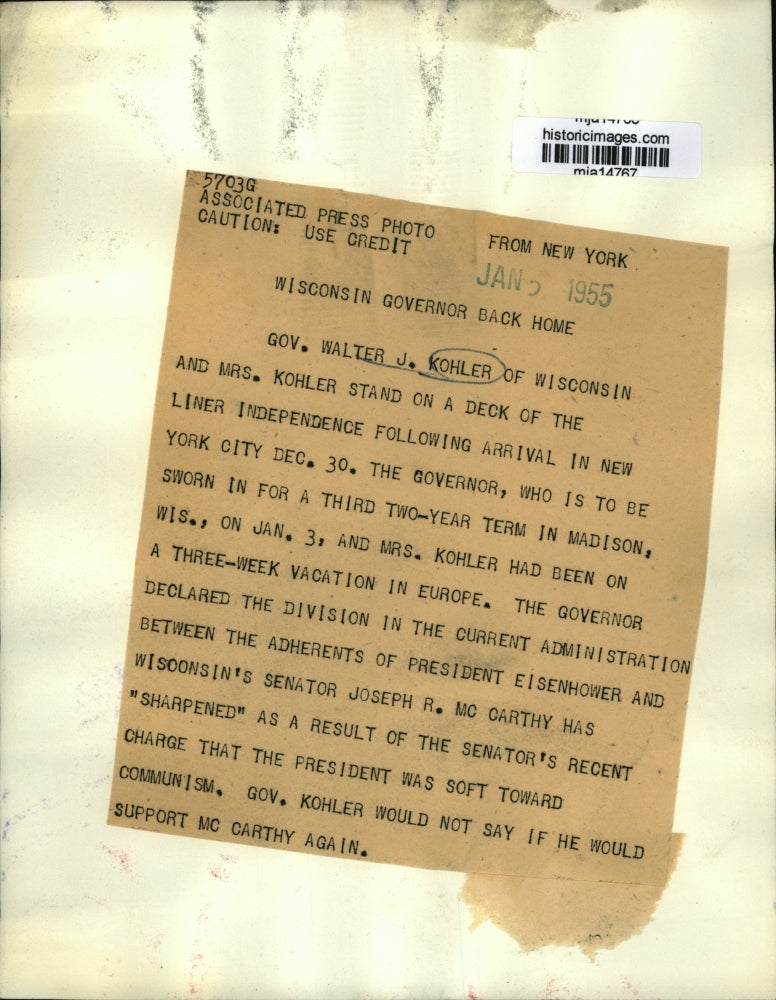 historicimages.com
mja14767
5703G
ASSOCIATED PRESS PHOTO
CAUTION: USE CREDIT
FROM NEW YORK
JAN 5 1955
WISCONSIN GOVERNOR BACK HOME
GOV. WALTER J. KOHLER OF WISCONSIN
AND MRS. KOHLER STAND ON A DECK OF THE
LINER INDEPENDENCE FOLLOWING ARRIVAL IN NEW
YORK CITY DEC. 30. THE GOVERNOR, WHO IS TO BE
SWORN IN FOR A THIRD TWO-YEAR TERM IN MADISON,
WIS., ON JAN. 3, AND MRS. KOHLER HAD BEEN ON
A THREE-WEEK VACATION IN EUROPE. THE GOVERNOR
DECLARED THE DIVISION IN THE CURRENT ADMINISTRATION
BETWEEN THE ADHERENTS OF PRESIDENT EISENHOWER AND
WISCONSIN'S SENATOR JOSEPH R. MC CARTHY HAS
"SHARPENED" AS A RESULT OF THE SENATOR'S RECENT
CHARGE THAT THE PRESIDENT WAS SOFT TOWARD
COMMUNISM. GOV. KOHLER WOULD NOT SAY IF HE WOULD
SUPPORT MC CARTHY AGAIN.